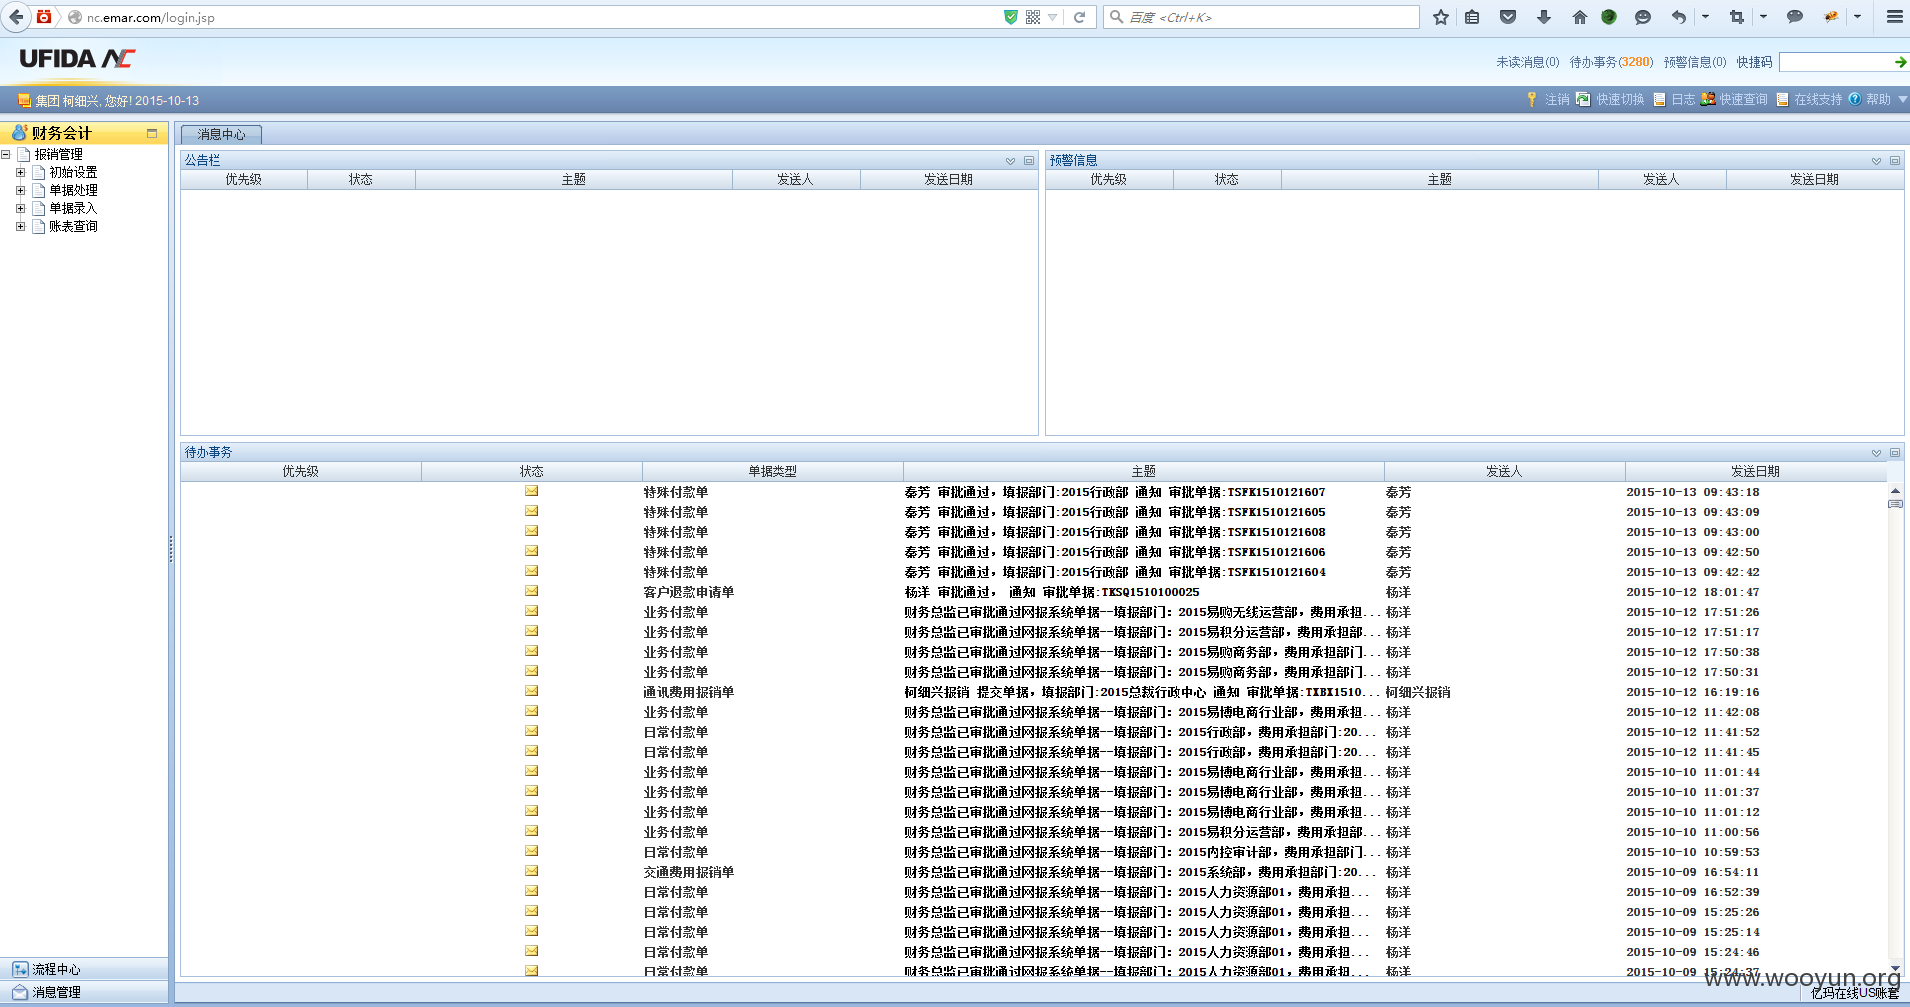 nc.emar.com/login.jsp
百度 <Ctrl+K>
UFIDA NC
未读消息(0) 待办事务(3280) 预警信息(0) 快捷码
集团 柯细兴, 您好! 2015-10-13
注销 快速切换 日志 快速查询 在线支持 帮助
财务会计
报销管理
初始设置
单据处理
单据录入
账表查询
流程中心
消息管理
消息中心
公告栏
优先级 状态 主题 发送人 发送日期
预警信息
优先级 状态 主题 发送人 发送日期
待办事务
优先级 状态 单据类型 主题 发送人 发送日期
特殊付款单 秦芳 审批通过，填报部门:2015行政部 通知 审批单据:TSFK1510121607 秦芳 2015-10-13 09:43:18
特殊付款单 秦芳 审批通过，填报部门:2015行政部 通知 审批单据:TSFK1510121605 秦芳 2015-10-13 09:43:09
特殊付款单 秦芳 审批通过，填报部门:2015行政部 通知 审批单据:TSFK1510121608 秦芳 2015-10-13 09:43:00
特殊付款单 秦芳 审批通过，填报部门:2015行政部 通知 审批单据:TSFK1510121606 秦芳 2015-10-13 09:42:50
特殊付款单 秦芳 审批通过，填报部门:2015行政部 通知 审批单据:TSFK1510121604 秦芳 2015-10-13 09:42:42
客户退款申请单 杨洋 审批通过， 通知 审批单据:TKSQ1510100025 杨洋 2015-10-12 18:01:47
业务付款单 财务总监已审批通过网报系统单据--填报部门：2015易购无线运营部，费用承担... 杨洋 2015-10-12 17:51:26
业务付款单 财务总监已审批通过网报系统单据--填报部门：2015易积分运营部，费用承担部... 杨洋 2015-10-12 17:51:17
业务付款单 财务总监已审批通过网报系统单据--填报部门：2015易购商务部，费用承担部门... 杨洋 2015-10-12 17:50:38
业务付款单 财务总监已审批通过网报系统单据--填报部门：2015易购商务部，费用承担部门... 杨洋 2015-10-12 17:50:31
通讯费用报销单 柯细兴报销 提交单据，填报部门:2015总裁行政中心 通知 审批单据:TXBX1510... 柯细兴报销 2015-10-12 16:19:16
业务付款单 财务总监已审批通过网报系统单据--填报部门：2015易博电商行业部，费用承担... 杨洋 2015-10-12 11:42:08
日常付款单 财务总监已审批通过网报系统单据--填报部门：2015行政部，费用承担部门:20... 杨洋 2015-10-12 11:41:52
日常付款单 财务总监已审批通过网报系统单据--填报部门：2015行政部，费用承担部门:20... 杨洋 2015-10-12 11:41:45
业务付款单 财务总监已审批通过网报系统单据--填报部门：2015易博电商行业部，费用承担... 杨洋 2015-10-10 11:01:44
业务付款单 财务总监已审批通过网报系统单据--填报部门：2015易博电商行业部，费用承担... 杨洋 2015-10-10 11:01:37
业务付款单 财务总监已审批通过网报系统单据--填报部门：2015易博电商行业部，费用承担... 杨洋 2015-10-10 11:01:12
业务付款单 财务总监已审批通过网报系统单据--填报部门：2015易积分运营部，费用承担部... 杨洋 2015-10-10 11:00:56
日常付款单 财务总监已审批通过网报系统单据--填报部门：2015内控审计部，费用承担部门... 杨洋 2015-10-10 10:59:53
交通费用报销单 财务总监已审批通过网报系统单据--填报部门：2015系统部，费用承担部门:20... 杨洋 2015-10-09 16:54:11
日常付款单 财务总监已审批通过网报系统单据--填报部门：2015人力资源部01，费用承担... 杨洋 2015-10-09 16:52:39
日常付款单 财务总监已审批通过网报系统单据--填报部门：2015人力资源部01，费用承担... 杨洋 2015-10-09 15:25:26
日常付款单 财务总监已审批通过网报系统单据--填报部门：2015人力资源部01，费用承担... 杨洋 2015-10-09 15:25:14
日常付款单 财务总监已审批通过网报系统单据--填报部门：2015人力资源部01，费用承担... 杨洋 2015-10-09 15:24:46
日常付款单 财务总监已审批通过网报系统单据--填报部门：2015人力资源部01，费用承担... 杨洋 2015-10-09 15:24:37
www.wooyun.org
亿玛在线US账套